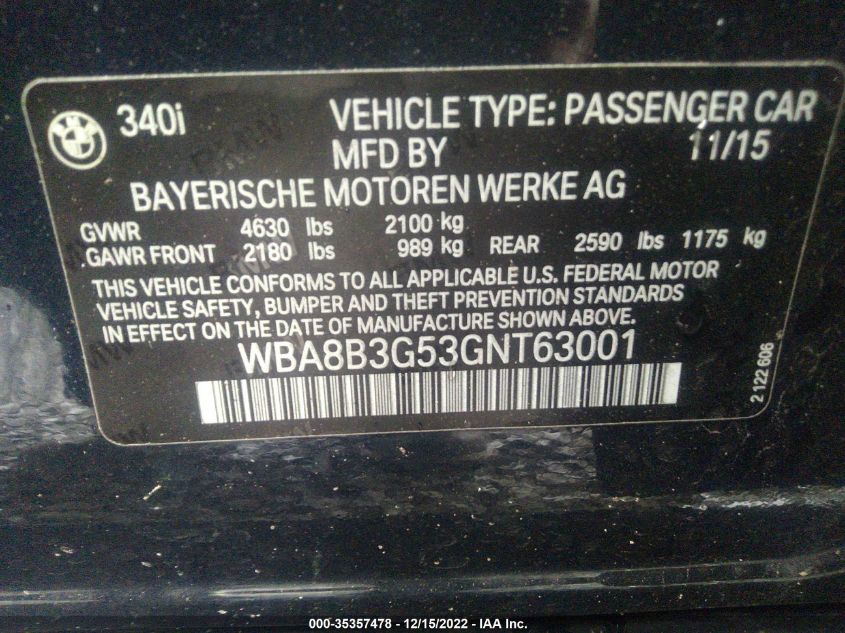 BMW 340i VEHICLE TYPE: PASSENGER CAR
MFD BY 11/15
BAYERISCHE MOTOREN WERKE AG
GVWR 4630 lbs 2100 kg
GAWR FRONT 2180 lbs 989 kg REAR 2590 lbs 1175 kg
THIS VEHICLE CONFORMS TO ALL APPLICABLE U.S. FEDERAL MOTOR
VEHICLE SAFETY, BUMPER AND THEFT PREVENTION STANDARDS
IN EFFECT ON THE DATE OF MANUFACTURE SHOWN ABOVE.
WBA8B3G53GNT63001
2 122 606
000-35357478 - 12/15/2022 - IAA Inc.